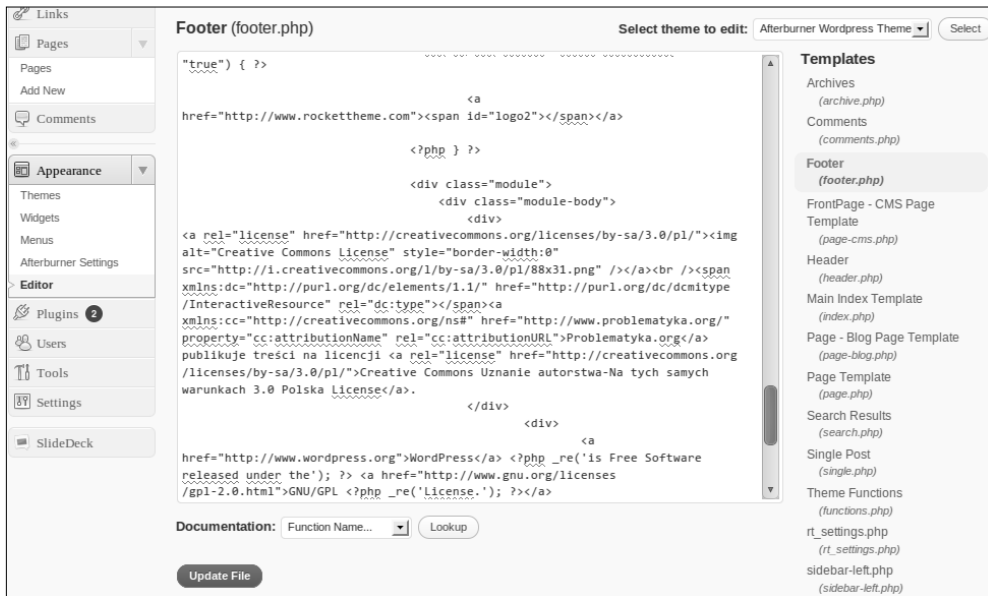 Links
Pages
Pages
Add New
Comments
Appearance
Themes
Widgets
Menus
Afterburner Settings
Editor
Plugins 2
Users
Tools
Settings
SlideDeck
Footer (footer.php)
Select theme to edit: Afterburner Wordpress Theme Select
"true") { ?>
<a
href="http://www.rockettheme.com"><span id="logo2"></span></a>
<?php } ?>
<div class="module">
<div class="module-body">
<div>
<a rel="license" href="http://creativecommons.org/licenses/by-sa/3.0/pl/"><img
alt="Creative Commons License" style="border-width:0"
src="http://i.creativecommons.org/l/by-sa/3.0/pl/88x31.png" /></a><br /><span
xmlns:dc="http://purl.org/dc/elements/1.1/" href="http://purl.org/dc/dcmitype
/InteractiveResource" rel="dc:type"></span><a
xmlns:cc="http://creativecommons.org/ns#" href="http://www.problematyka.org/"
property="cc:attributionName" rel="cc:attributionURL">Problematyka.org</a>
publikuje treści na licencji <a rel="license" href="http://creativecommons.org
/licenses/by-sa/3.0/pl/">Creative Commons Uznanie autorstwa-Na tych samych
warunkach 3.0 Polska License</a>.
</div>
<div>
<a
href="http://www.wordpress.org">WordPress</a> <?php _re('is Free Software
released under the'); ?> <a href="http://www.gnu.org/licenses
/gpl-2.0.html">GNU/GPL <?php _re('License.'); ?></a>
Documentation: Function Name... Lookup
Update File
Templates
Archives
(archive.php)
Comments
(comments.php)
Footer
(footer.php)
FrontPage - CMS Page
Template
(page-cms.php)
Header
(header.php)
Main Index Template
(index.php)
Page - Blog Page Template
(page-blog.php)
Page Template
(page.php)
Search Results
(search.php)
Single Post
(single.php)
Theme Functions
(functions.php)
rt_settings.php
(rt_settings.php)
sidebar-left.php
(sidebar-left.php)